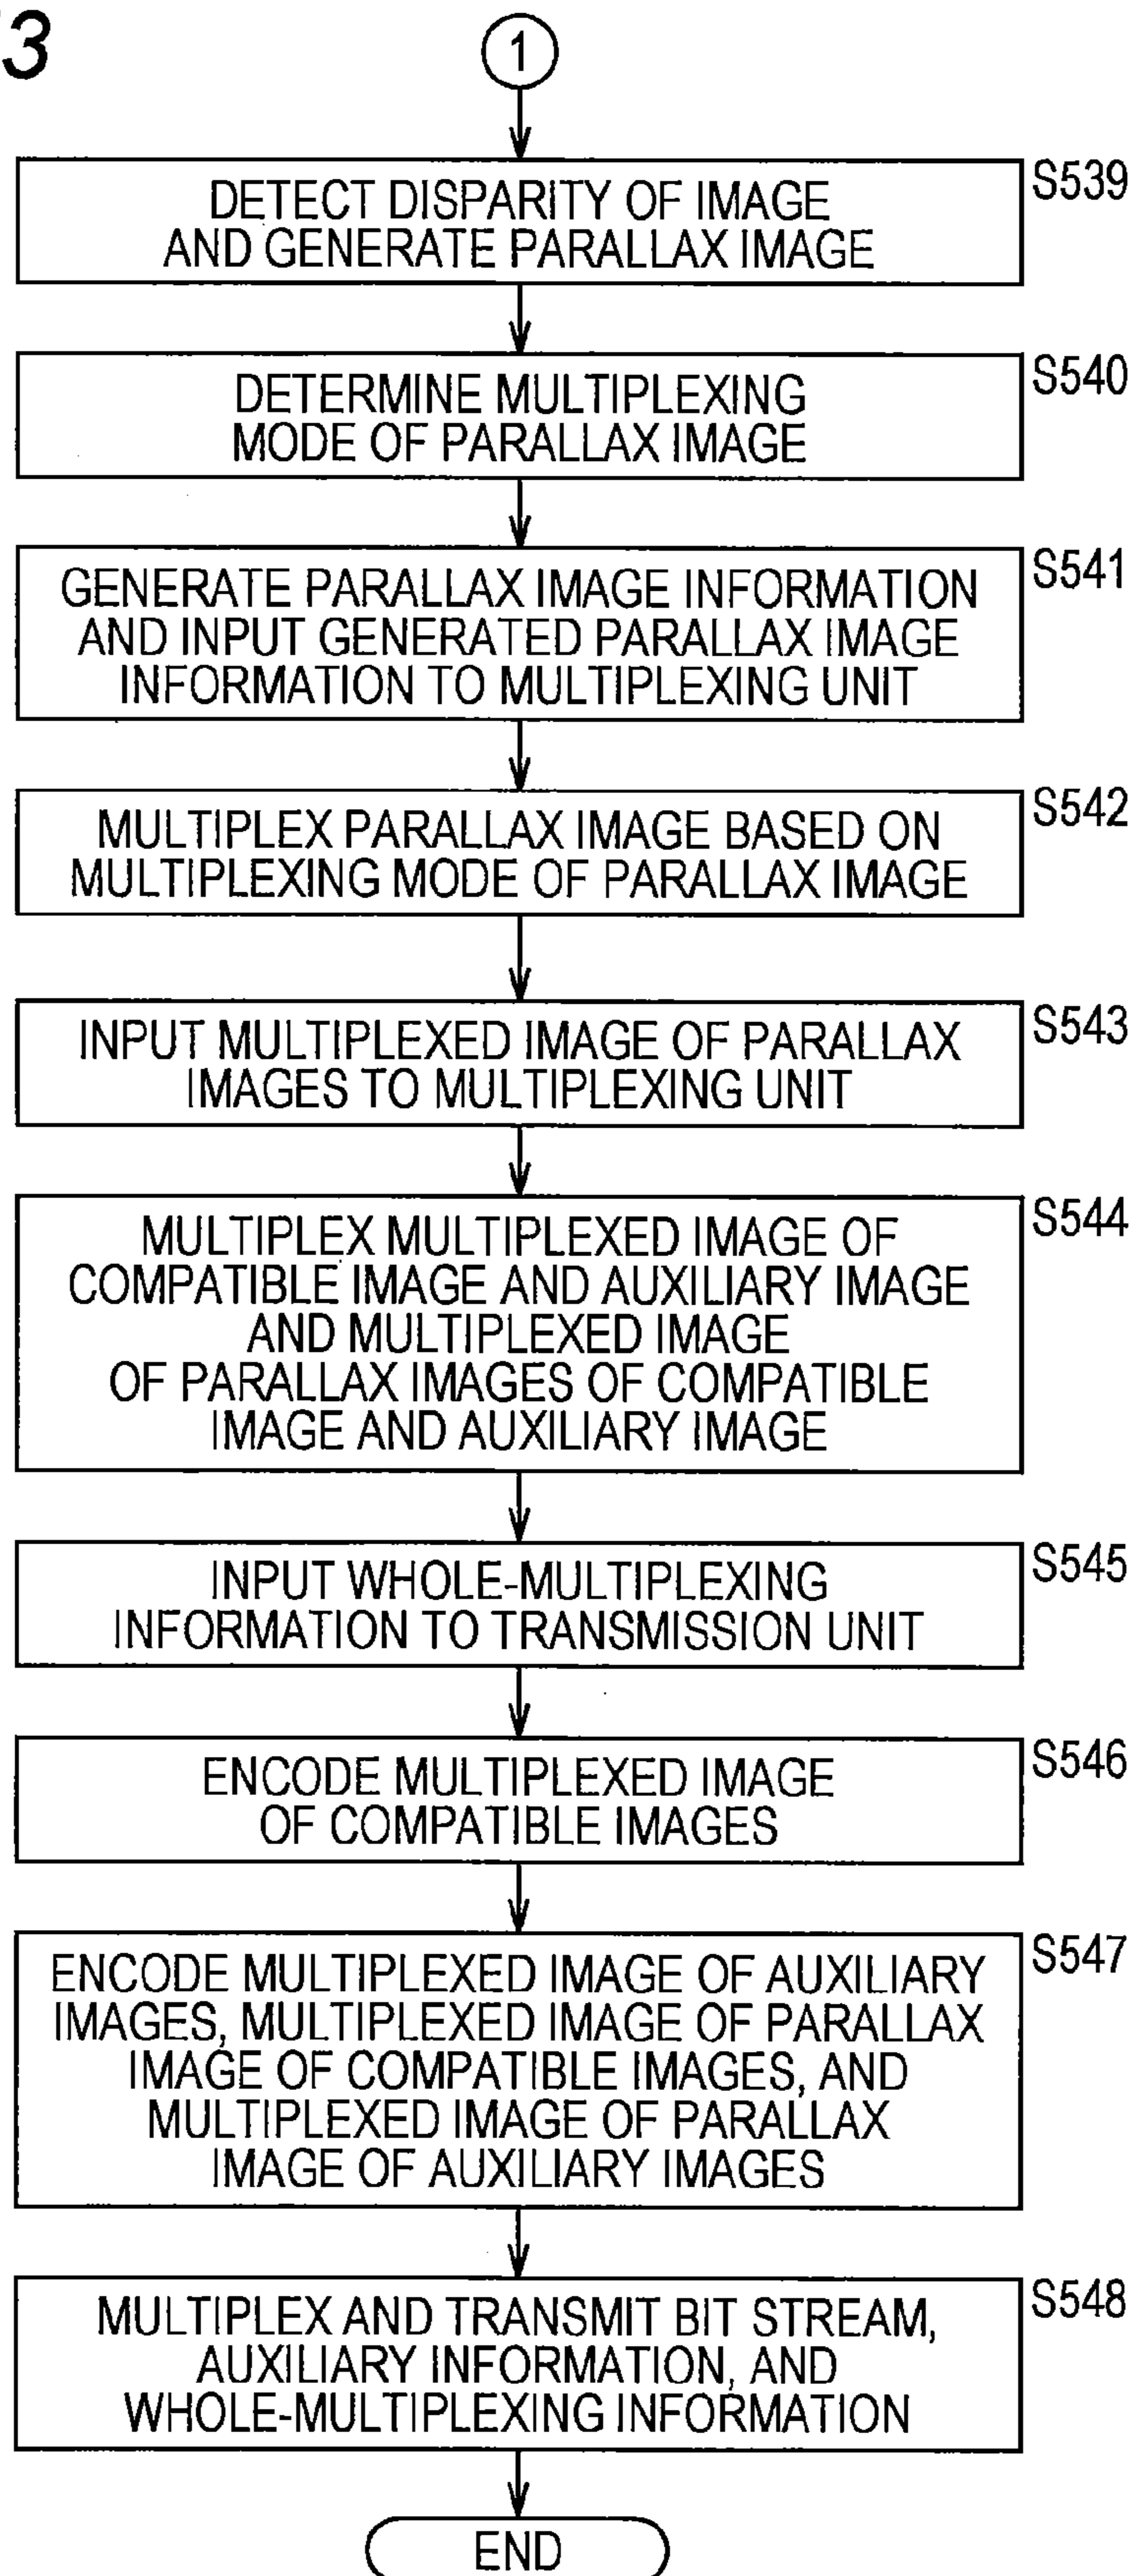 3
1
DETECT DISPARITY OF IMAGE
AND GENERATE PARALLAX IMAGE
S539
DETERMINE MULTIPLEXING
MODE OF PARALLAX IMAGE
S540
GENERATE PARALLAX IMAGE INFORMATION
AND INPUT GENERATED PARALLAX IMAGE
INFORMATION TO MULTIPLEXING UNIT
S541
MULTIPLEX PARALLAX IMAGE BASED ON
MULTIPLEXING MODE OF PARALLAX IMAGE
S542
INPUT MULTIPLEXED IMAGE OF PARALLAX
IMAGES TO MULTIPLEXING UNIT
S543
MULTIPLEX MULTIPLEXED IMAGE OF
COMPATIBLE IMAGE AND AUXILIARY IMAGE
AND MULTIPLEXED IMAGE
OF PARALLAX IMAGES OF COMPATIBLE
IMAGE AND AUXILIARY IMAGE
S544
INPUT WHOLE-MULTIPLEXING
INFORMATION TO TRANSMISSION UNIT
S545
ENCODE MULTIPLEXED IMAGE
OF COMPATIBLE IMAGES
S546
ENCODE MULTIPLEXED IMAGE OF AUXILIARY
IMAGES, MULTIPLEXED IMAGE OF PARALLAX
IMAGE OF COMPATIBLE IMAGES, AND
MULTIPLEXED IMAGE OF PARALLAX
IMAGE OF AUXILIARY IMAGES
S547
MULTIPLEX AND TRANSMIT BIT STREAM,
AUXILIARY INFORMATION, AND
WHOLE-MULTIPLEXING INFORMATION
S548
END